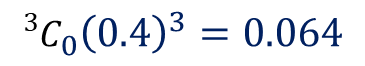 ³C₀(0.4)³ = 0.064